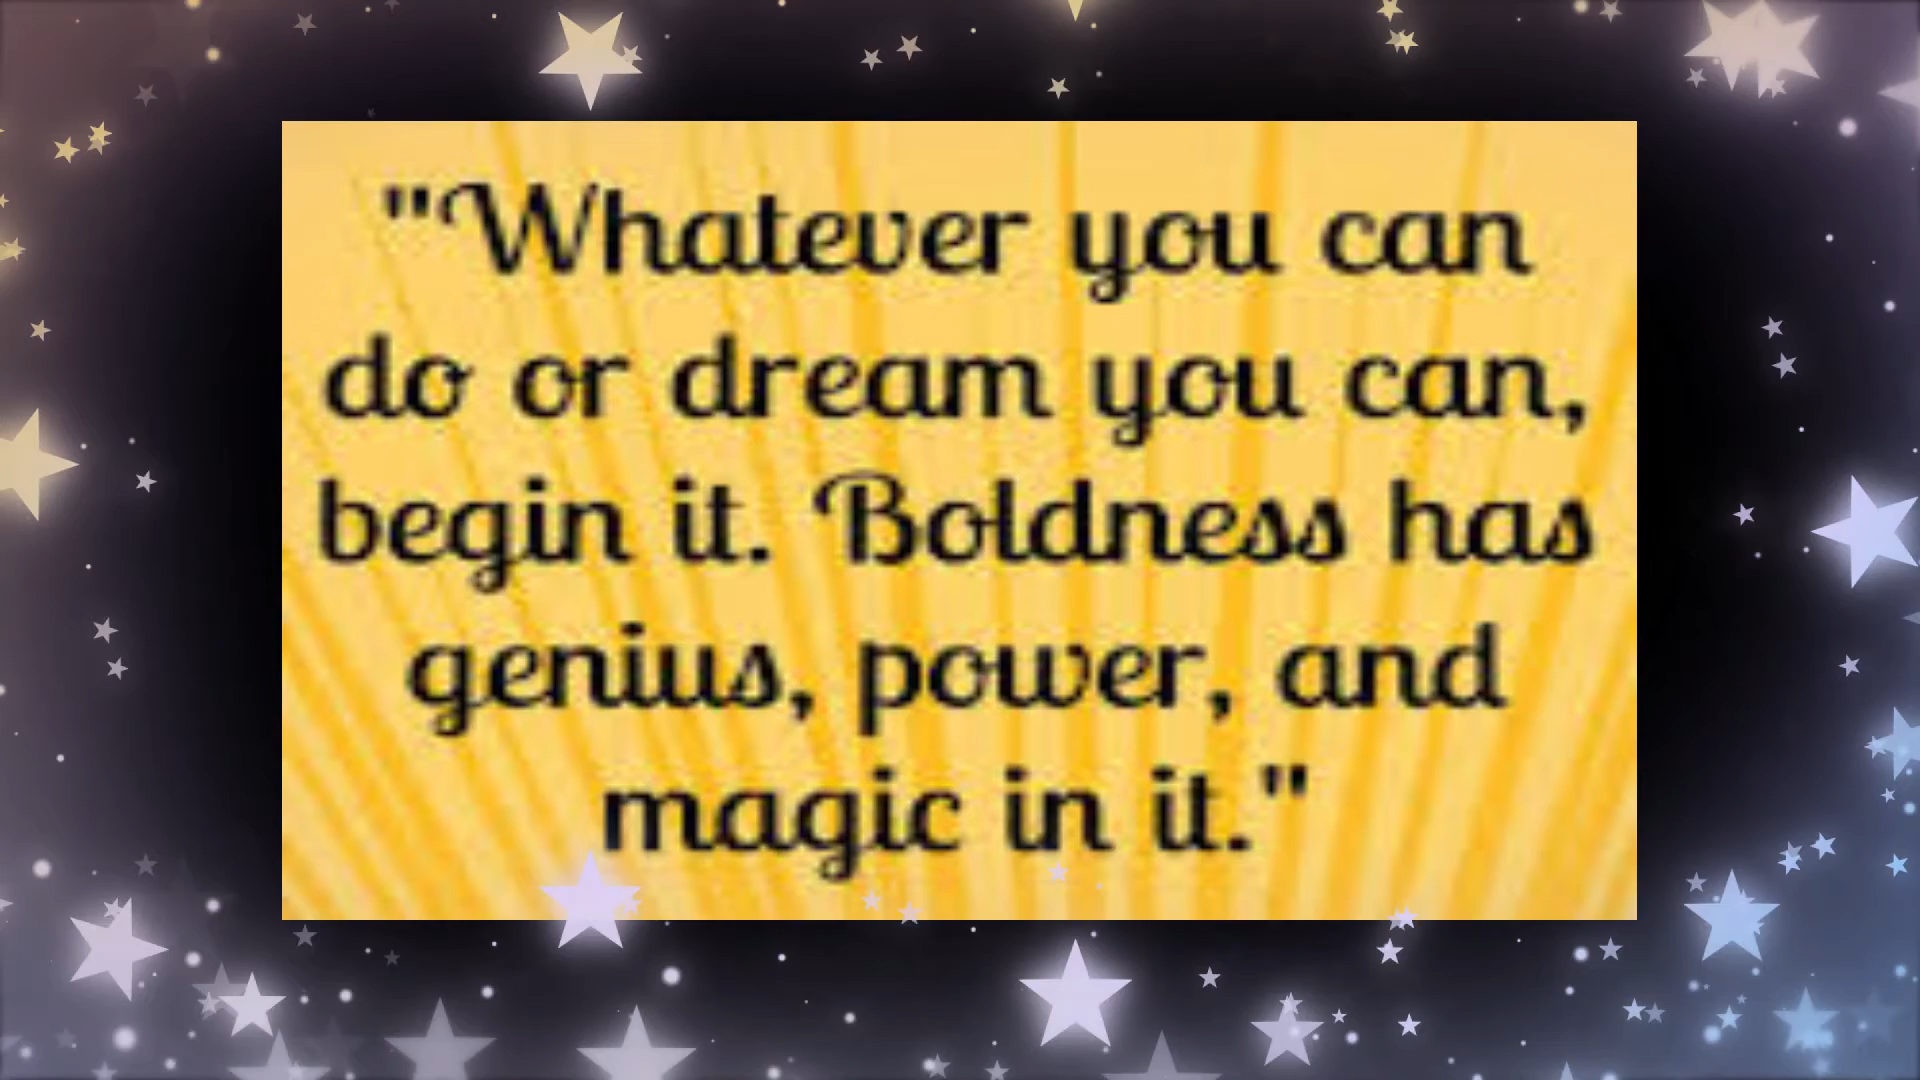 "Whatever you can
do or dream you can,
begin it. Boldness has
genius, power, and
magic in it."